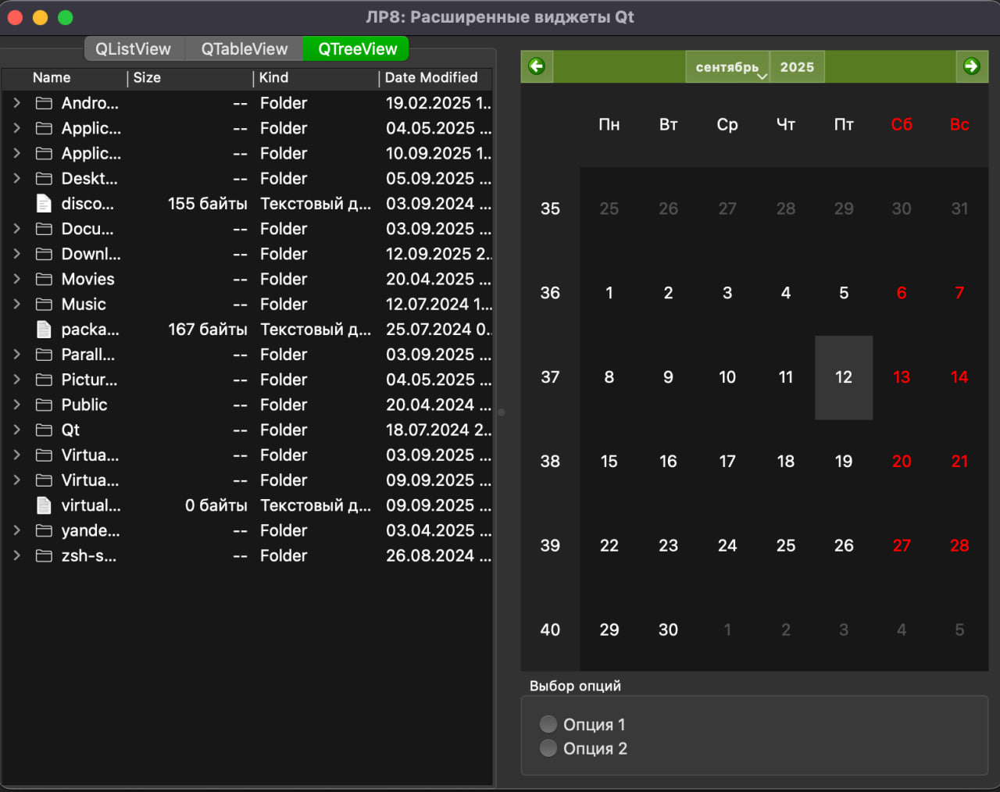 ЛР8: Расширенные виджеты Qt
QListView QTableView QTreeView
Name Size Kind Date Modified
Andro... -- Folder 19.02.2025 1...
Applic... -- Folder 04.05.2025 ...
Applic... -- Folder 10.09.2025 1...
Deskt... -- Folder 05.09.2025 ...
disco... 155 байты Текстовый д... 03.09.2024 ...
Docu... -- Folder 03.09.2025 ...
Downl... -- Folder 12.09.2025 2...
Movies -- Folder 20.04.2025 ...
Music -- Folder 12.07.2024 1...
packa... 167 байты Текстовый д... 25.07.2024 0...
Parall... -- Folder 03.09.2025 ...
Pictur... -- Folder 04.05.2025 ...
Public -- Folder 20.04.2024 ...
Qt -- Folder 18.07.2024 2...
Virtua... -- Folder 03.09.2025 ...
Virtua... -- Folder 09.09.2025 ...
virtual... 0 байты Текстовый д... 09.09.2025 ...
yande... -- Folder 03.04.2025 ...
zsh-s... -- Folder 26.08.2024 ...
сентябрь 2025
Пн Вт Ср Чт Пт Сб Вс
35 25 26 27 28 29 30 31
36 1 2 3 4 5 6 7
37 8 9 10 11 12 13 14
38 15 16 17 18 19 20 21
39 22 23 24 25 26 27 28
40 29 30 1 2 3 4 5
Выбор опций
Опция 1
Опция 2